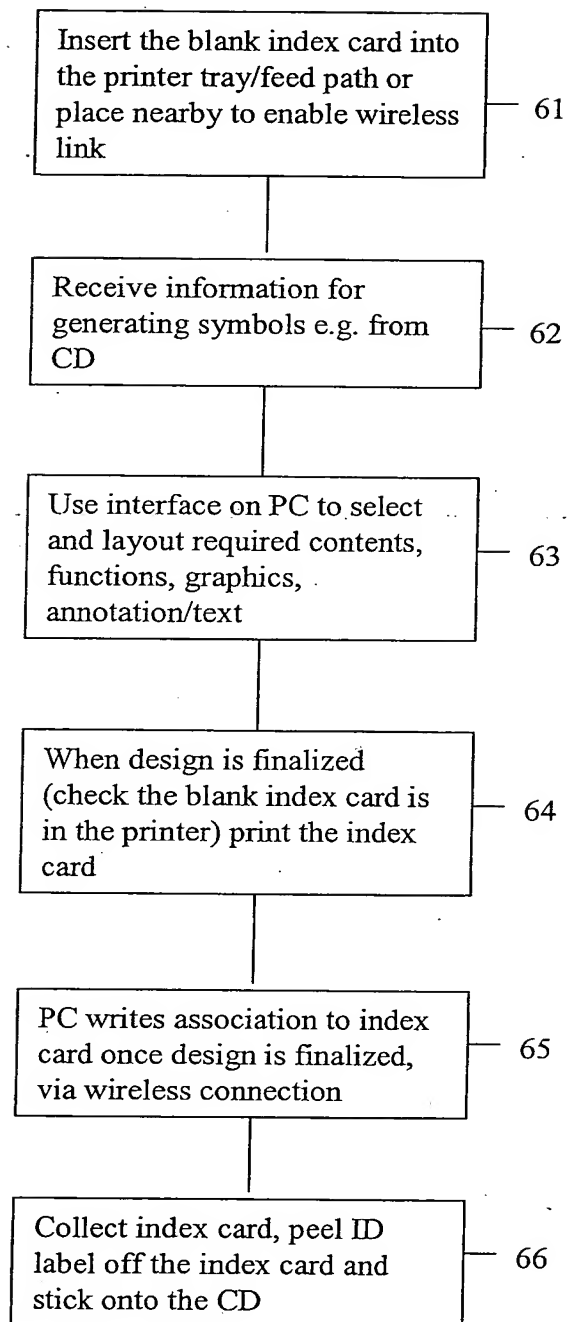 Insert the blank index card into
the printer tray/feed path or
place nearby to enable wireless
link
61
Receive information for
generating symbols e.g. from
CD
62
Use interface on PC to select
and layout required contents,
functions, graphics,
annotation/text
63
When design is finalized
(check the blank index card is
in the printer) print the index
card
64
PC writes association to index
card once design is finalized,
via wireless connection
65
Collect index card, peel ID
label off the index card and
stick onto the CD
66